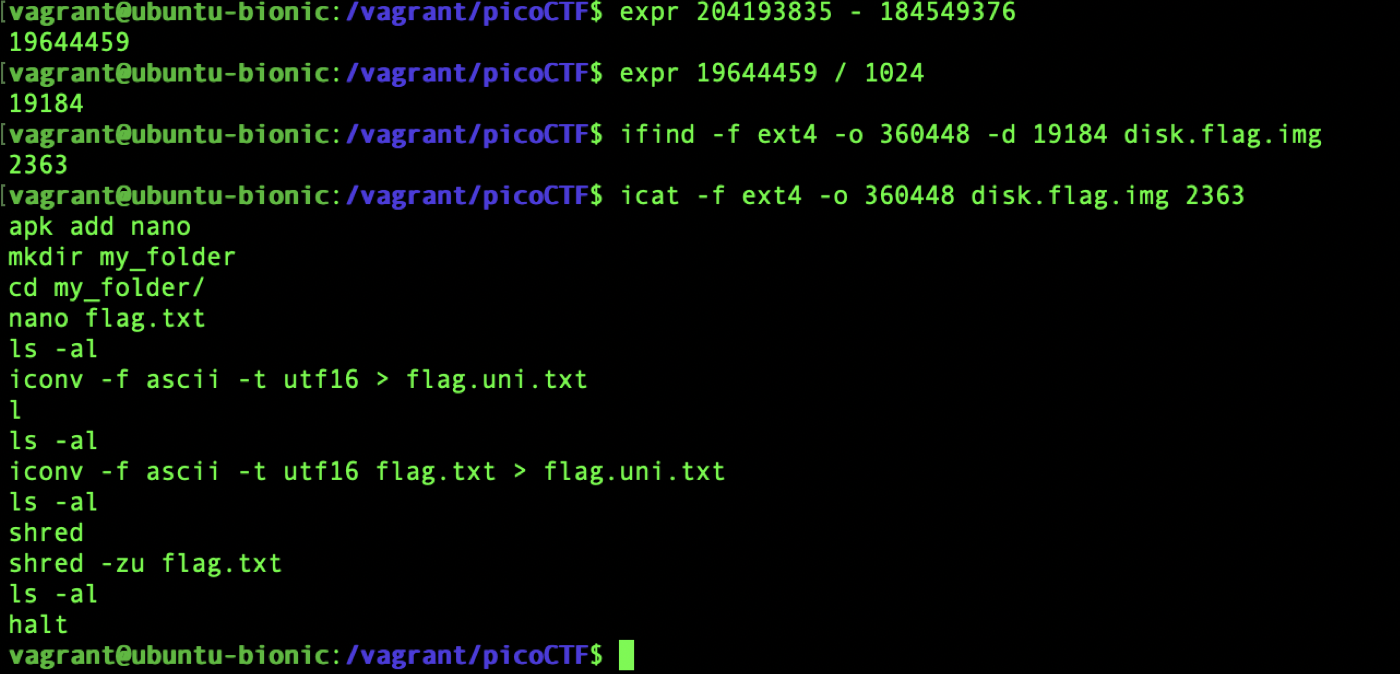 [vagrant@ubuntu-bionic:/vagrant/picoCTF$ expr 204193835 - 184549376
19644459
[vagrant@ubuntu-bionic:/vagrant/picoCTF$ expr 19644459 / 1024
19184
[vagrant@ubuntu-bionic:/vagrant/picoCTF$ ifind -f ext4 -o 360448 -d 19184 disk.flag.img
2363
[vagrant@ubuntu-bionic:/vagrant/picoCTF$ icat -f ext4 -o 360448 disk.flag.img 2363
apk add nano
mkdir my_folder
cd my_folder/
nano flag.txt
ls -al
iconv -f ascii -t utf16 > flag.uni.txt
l
ls -al
iconv -f ascii -t utf16 flag.txt > flag.uni.txt
ls -al
shred
shred -zu flag.txt
ls -al
halt
vagrant@ubuntu-bionic:/vagrant/picoCTF$